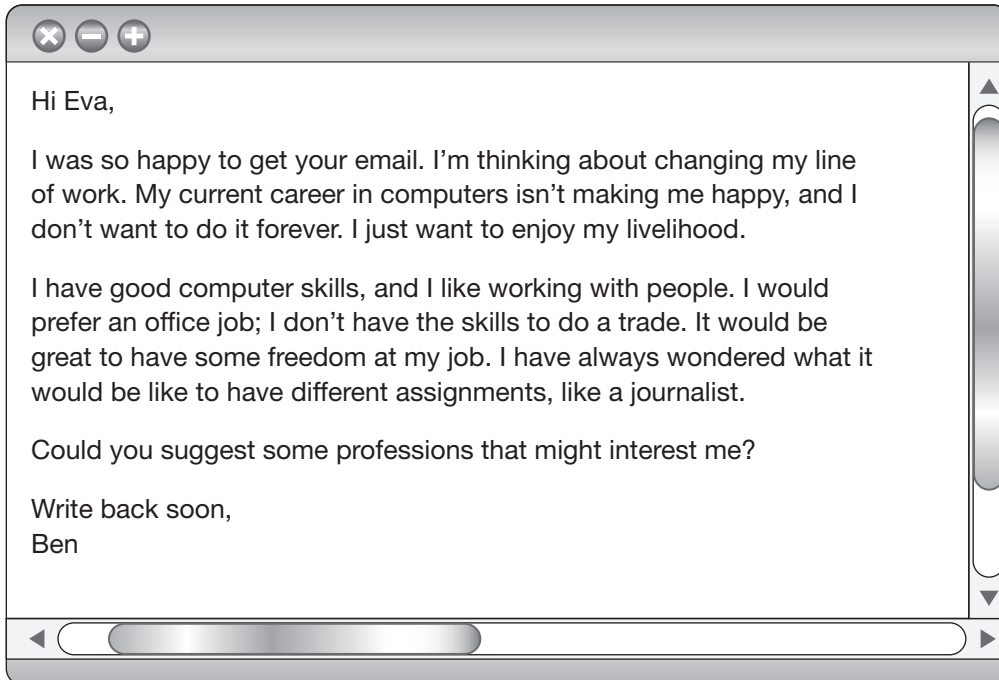 Hi Eva,
I was so happy to get your email. I’m thinking about changing my line
of work. My current career in computers isn’t making me happy, and I
don’t want to do it forever. I just want to enjoy my livelihood.
I have good computer skills, and I like working with people. I would
prefer an office job; I don’t have the skills to do a trade. It would be
great to have some freedom at my job. I have always wondered what it
would be like to have different assignments, like a journalist.
Could you suggest some professions that might interest me?
Write back soon,
Ben